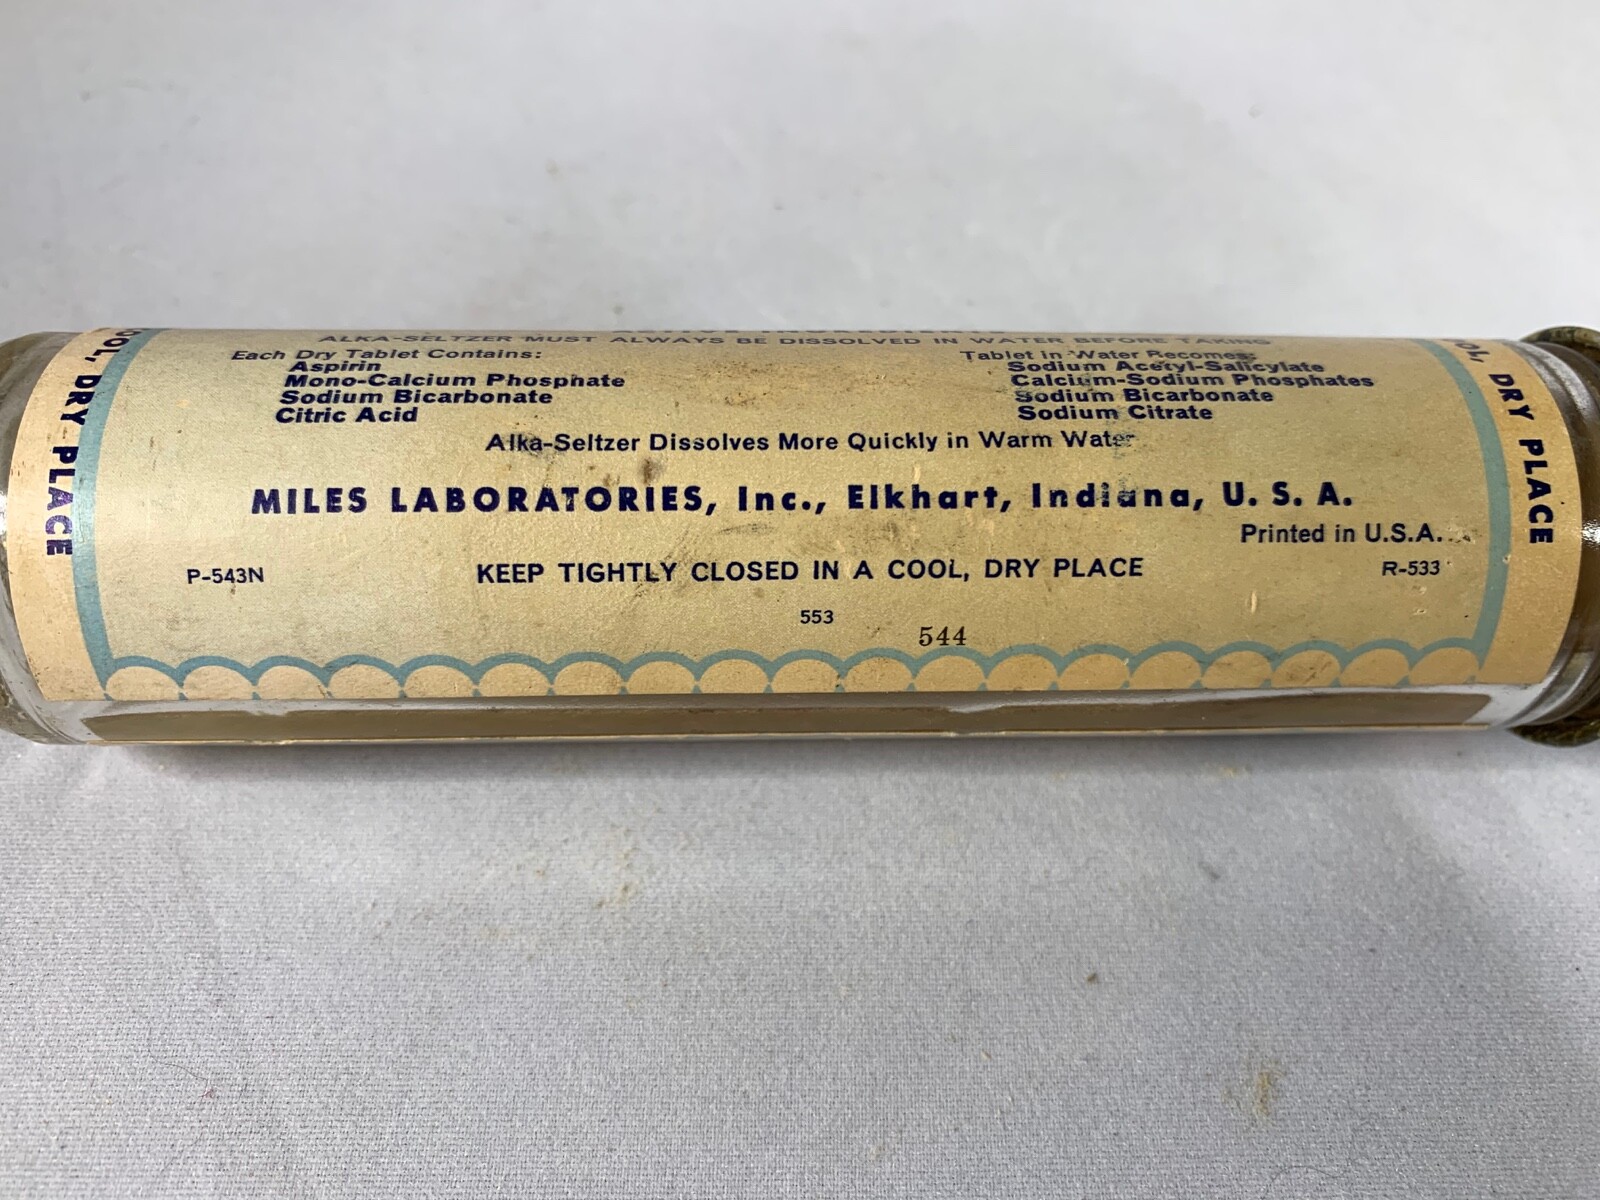 ACTIVE INGREDIENTS
ALKA-SELTZER MUST ALWAYS BE DISSOLVED IN WATER BEFORE TAKING
Each Dry Tablet Contains:
Aspirin
Mono-Calcium Phosphate
Sodium Bicarbonate
Citric Acid
Tablet in Water Becomes:
Sodium Acetyl-Salicylate
Calcium-Sodium Phosphates
Sodium Bicarbonate
Sodium Citrate
Alka-Seltzer Dissolves More Quickly in Warm Water
MILES LABORATORIES, Inc., Elkhart, Indiana, U. S. A.
Printed in U.S.A.
P-543N KEEP TIGHTLY CLOSED IN A COOL, DRY PLACE R-533
553
544
DRY PLACE
DRY PLACE